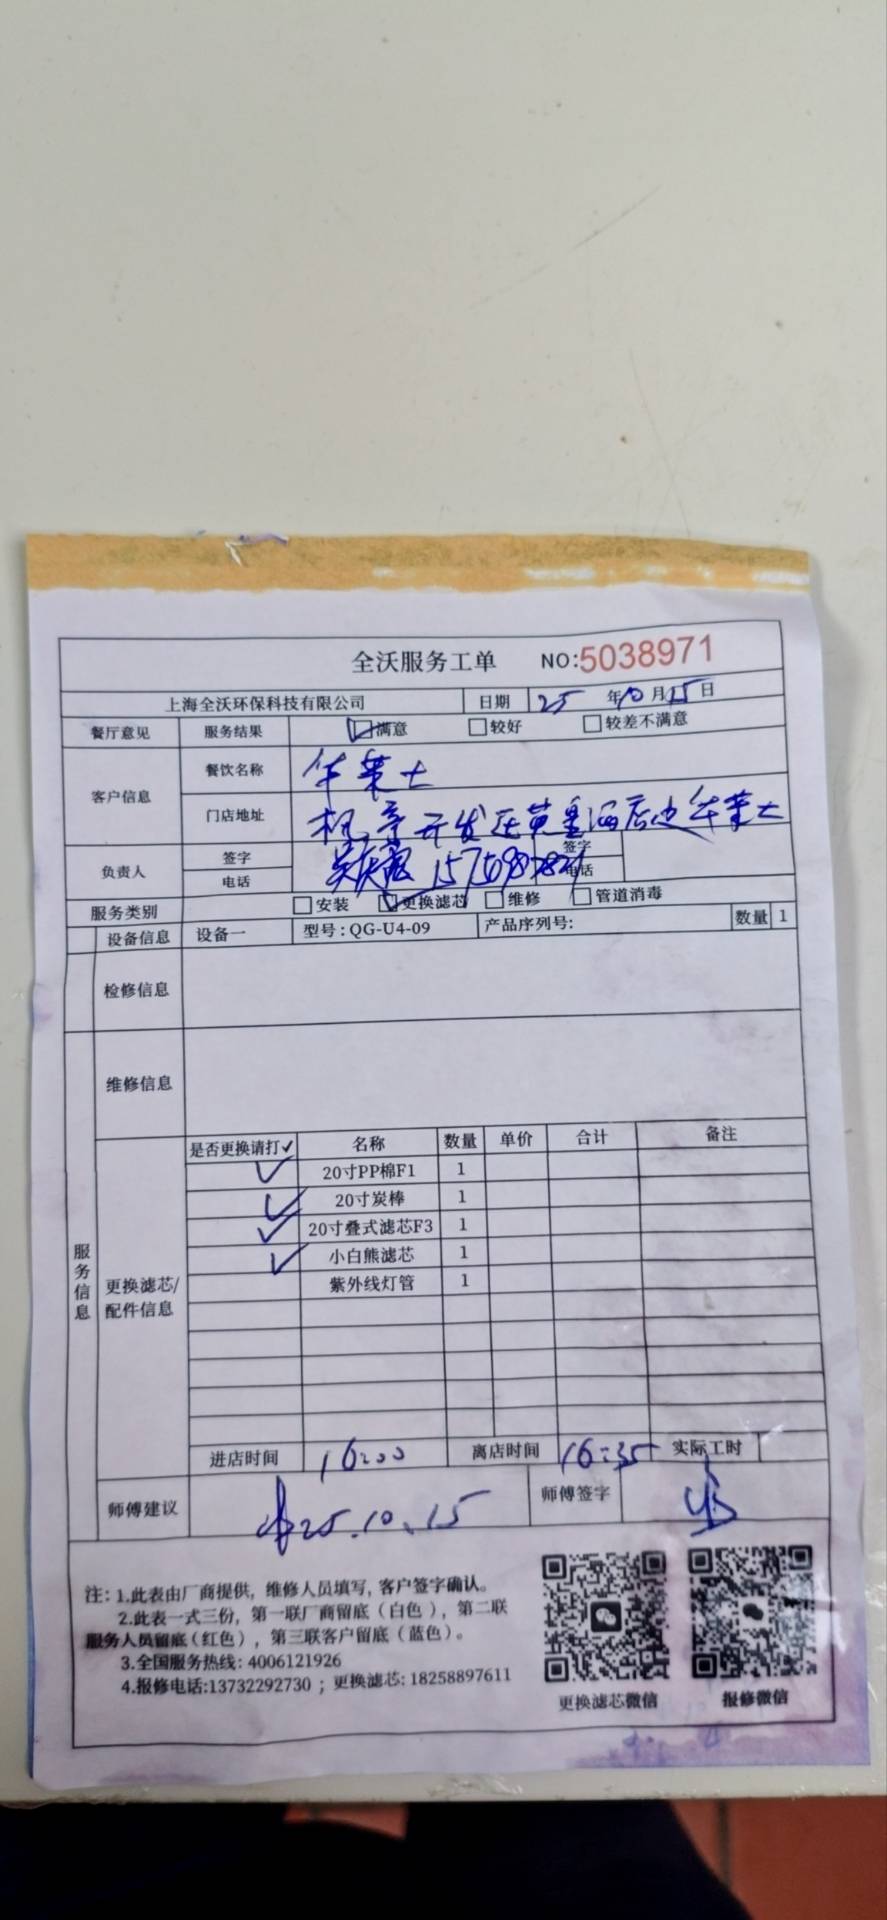 全沃服务工单 NO:5038971
上海全沃环保科技有限公司 日期 25 年 10 月 15 日
餐厅意见 服务结果 满意 较好 较差不满意
客户信息 餐饮名称 华莱士
门店地址 枫亭开发区英皇酒店边华莱士
负责人 签字 签字
电话 电话
服务类别 安装 更换滤芯 维修 管道消毒
设备信息 设备一 型号:QG-U4-09 产品序列号: 数量 1
检修信息
维修信息
服务信息 更换滤芯/配件信息
是否更换请打✓ 名称 数量 单价 合计 备注
✓ 20寸PP棉F1 1
✓ 20寸炭棒 1
✓ 20寸叠式滤芯F3 1
✓ 小白熊滤芯 1
紫外线灯管 1
进店时间 16:00 离店时间 16:35 实际工时
师傅建议 25.10.15 师傅签字
注: 1.此表由厂商提供, 维修人员填写, 客户签字确认。
2.此表一式三份, 第一联厂商留底(白色), 第二联
服务人员留底(红色), 第三联客户留底(蓝色)。
3.全国服务热线: 4006121926
4.报修电话:13732292730 ; 更换滤芯: 18258897611
更换滤芯微信 报修微信